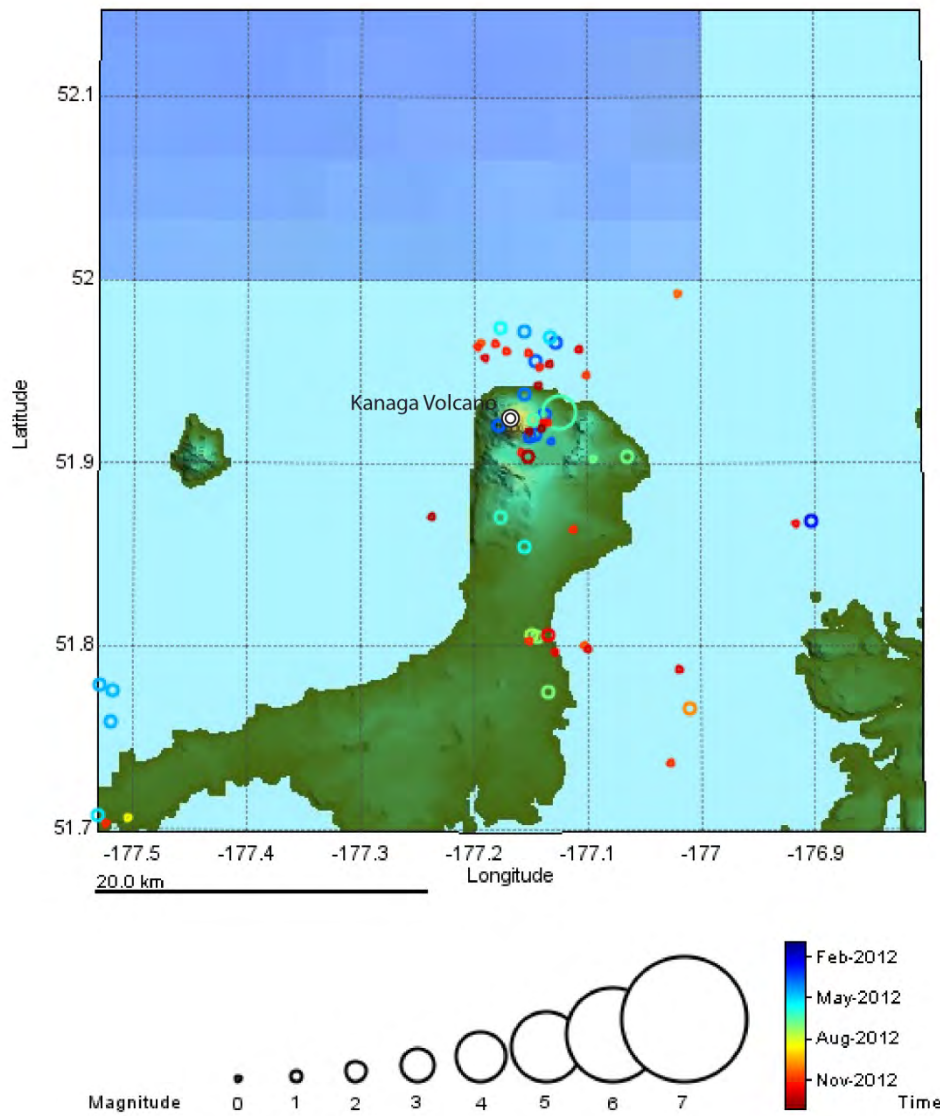 52.1
52
Kanaga Volcano
Latitude
51.9
51.8
51.7
-177.5 -177.4 -177.3 -177.2 -177.1 -177 -176.9
Longitude
20.0 km
Feb-2012
May-2012
Aug-2012
Nov-2012
Magnitude 0 1 2 3 4 5 6 7 Time